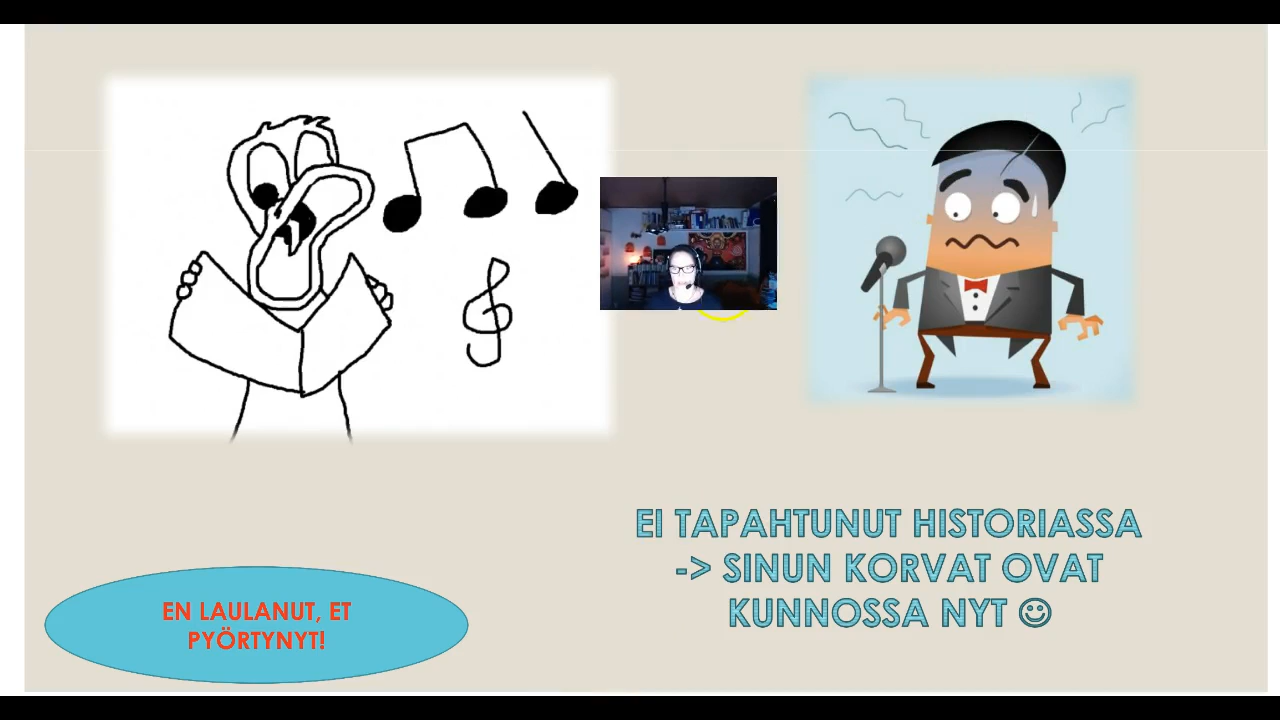 EI TAPAHTUNUT HISTORIASSA
-> SINUN KORVAT OVAT
KUNNOSSA NYT ☺
EN LAULANUT, ET
PYÖRTYNYT!